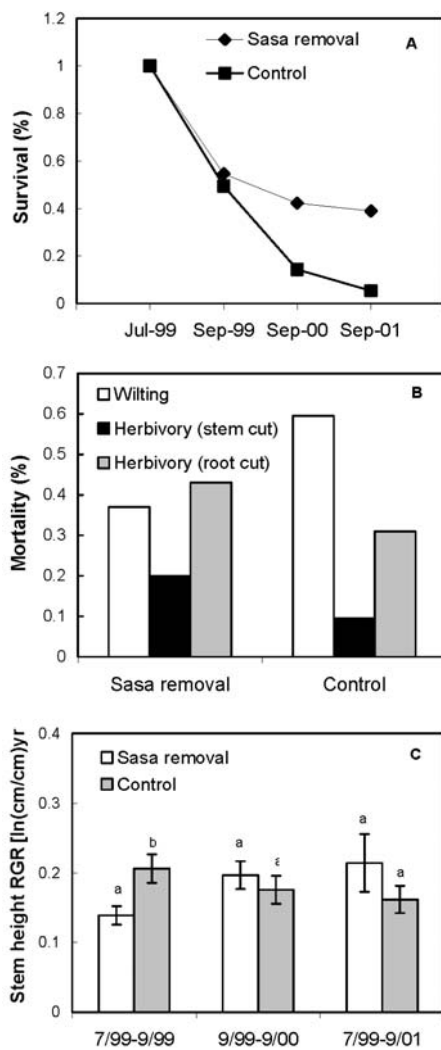 A
Sasa removal
Control
Survival (%)
1.2
1
0.8
0.6
0.4
0.2
0
Jul-99 Sep-99 Sep-00 Sep-01
B
Wilting
Herbivory (stem cut)
Herbivory (root cut)
Mortality (%)
0.7
0.6
0.5
0.4
0.3
0.2
0.1
0
Sasa removal Control
C
Sasa removal
Control
Stem height RGR [ln(cm/cm)yr
0.4
0.3
0.2
0.1
0
a b a a a a
7/99-9/99 9/99-9/00 7/99-9/01